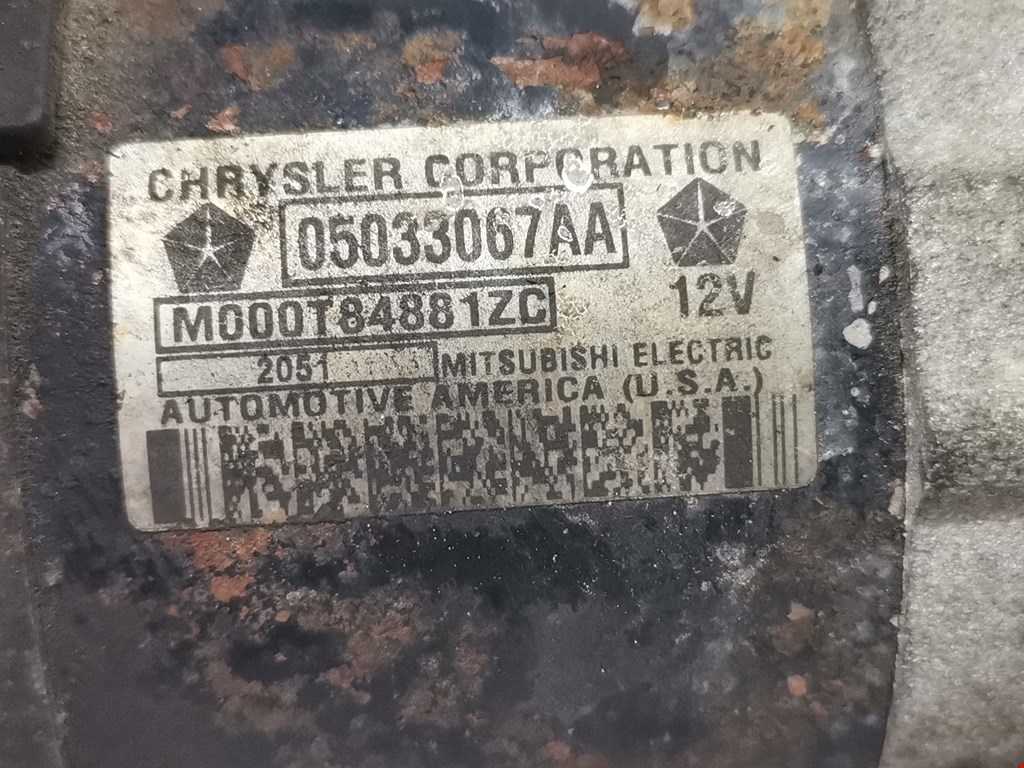 CHRYSLER CORPORATION
05033067AA
M000T84881ZC
12V
2051
MITSUBISHI ELECTRIC
AUTOMOTIVE AMERICA (U.S.A.)